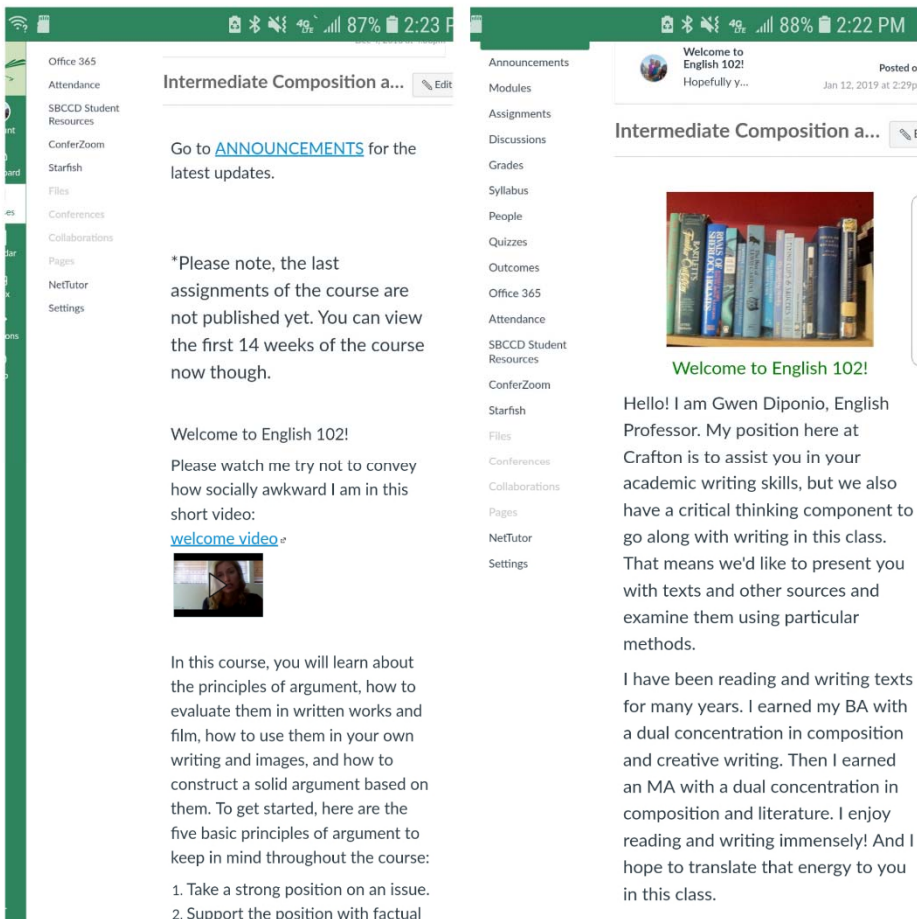 87% 2:23 P
Office 365
Attendance
SBCCD Student
Resources
ConferZoom
Starfish
Files
Conferences
Collaborations
Pages
NetTutor
Settings
Intermediate Composition a...
Edit
Go to ANNOUNCEMENTS for the
latest updates.
*Please note, the last
assignments of the course are
not published yet. You can view
the first 14 weeks of the course
now though.
Welcome to English 102!
Please watch me try not to convey
how socially awkward I am in this
short video:
welcome video
In this course, you will learn about
the principles of argument, how to
evaluate them in written works and
film, how to use them in your own
writing and images, and how to
construct a solid argument based on
them. To get started, here are the
five basic principles of argument to
keep in mind throughout the course:
1. Take a strong position on an issue.
2. Support the position with factual
88% 2:22 PM
Announcements
Modules
Assignments
Discussions
Grades
Syllabus
People
Quizzes
Outcomes
Office 365
Attendance
SBCCD Student
Resources
ConferZoom
Starfish
Files
Conferences
Collaborations
Pages
NetTutor
Settings
Welcome to
English 102!
Hopefully y...
Posted o
Jan 12, 2019 at 2:29p
Intermediate Composition a...
Welcome to English 102!
Hello! I am Gwen Diponio, English
Professor. My position here at
Crafton is to assist you in your
academic writing skills, but we also
have a critical thinking component to
go along with writing in this class.
That means we'd like to present you
with texts and other sources and
examine them using particular
methods.
I have been reading and writing texts
for many years. I earned my BA with
a dual concentration in composition
and creative writing. Then I earned
an MA with a dual concentration in
composition and literature. I enjoy
reading and writing immensely! And I
hope to translate that energy to you
in this class.